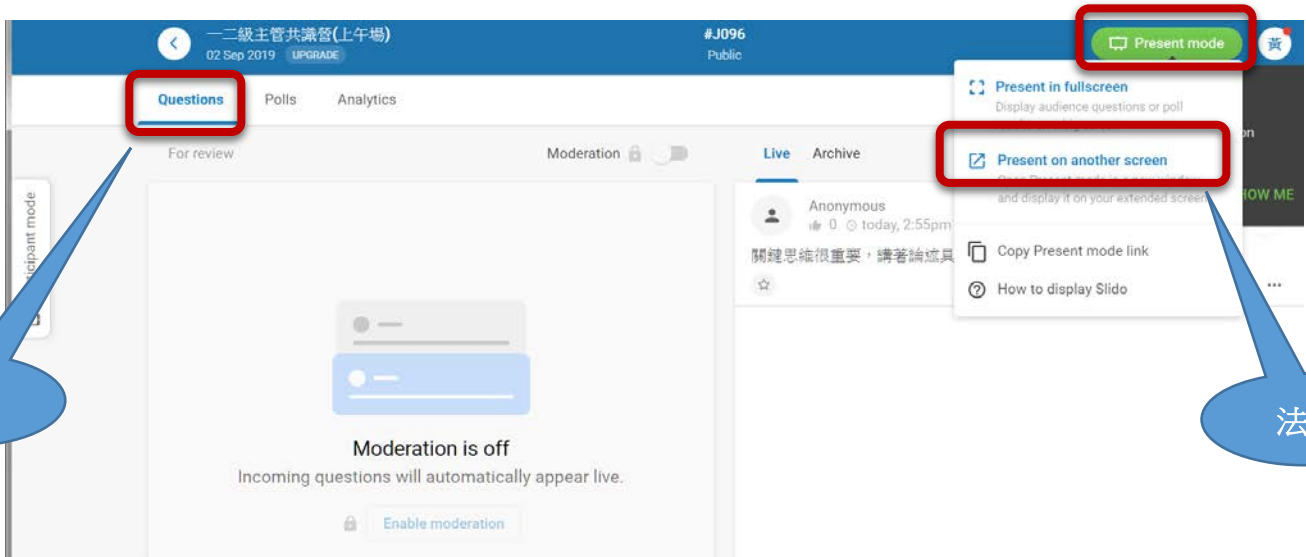 一二級主管共識營(上午場)
02 Sep 2019 UPGRADE
#J096
Public
Present mode
黃
Questions
Polls
Analytics
Present in fullscreen
Display audience questions or poll
Present on another screen
and display it on your extended screen
Copy Present mode link
How to display Slido
on
HOW ME
For review
Moderation
Live
Archive
Anonymous
0 today, 2:55pm
關鍵思維很重要，講著論述具
...
Moderation is off
Incoming questions will automatically appear live.
Enable moderation
法